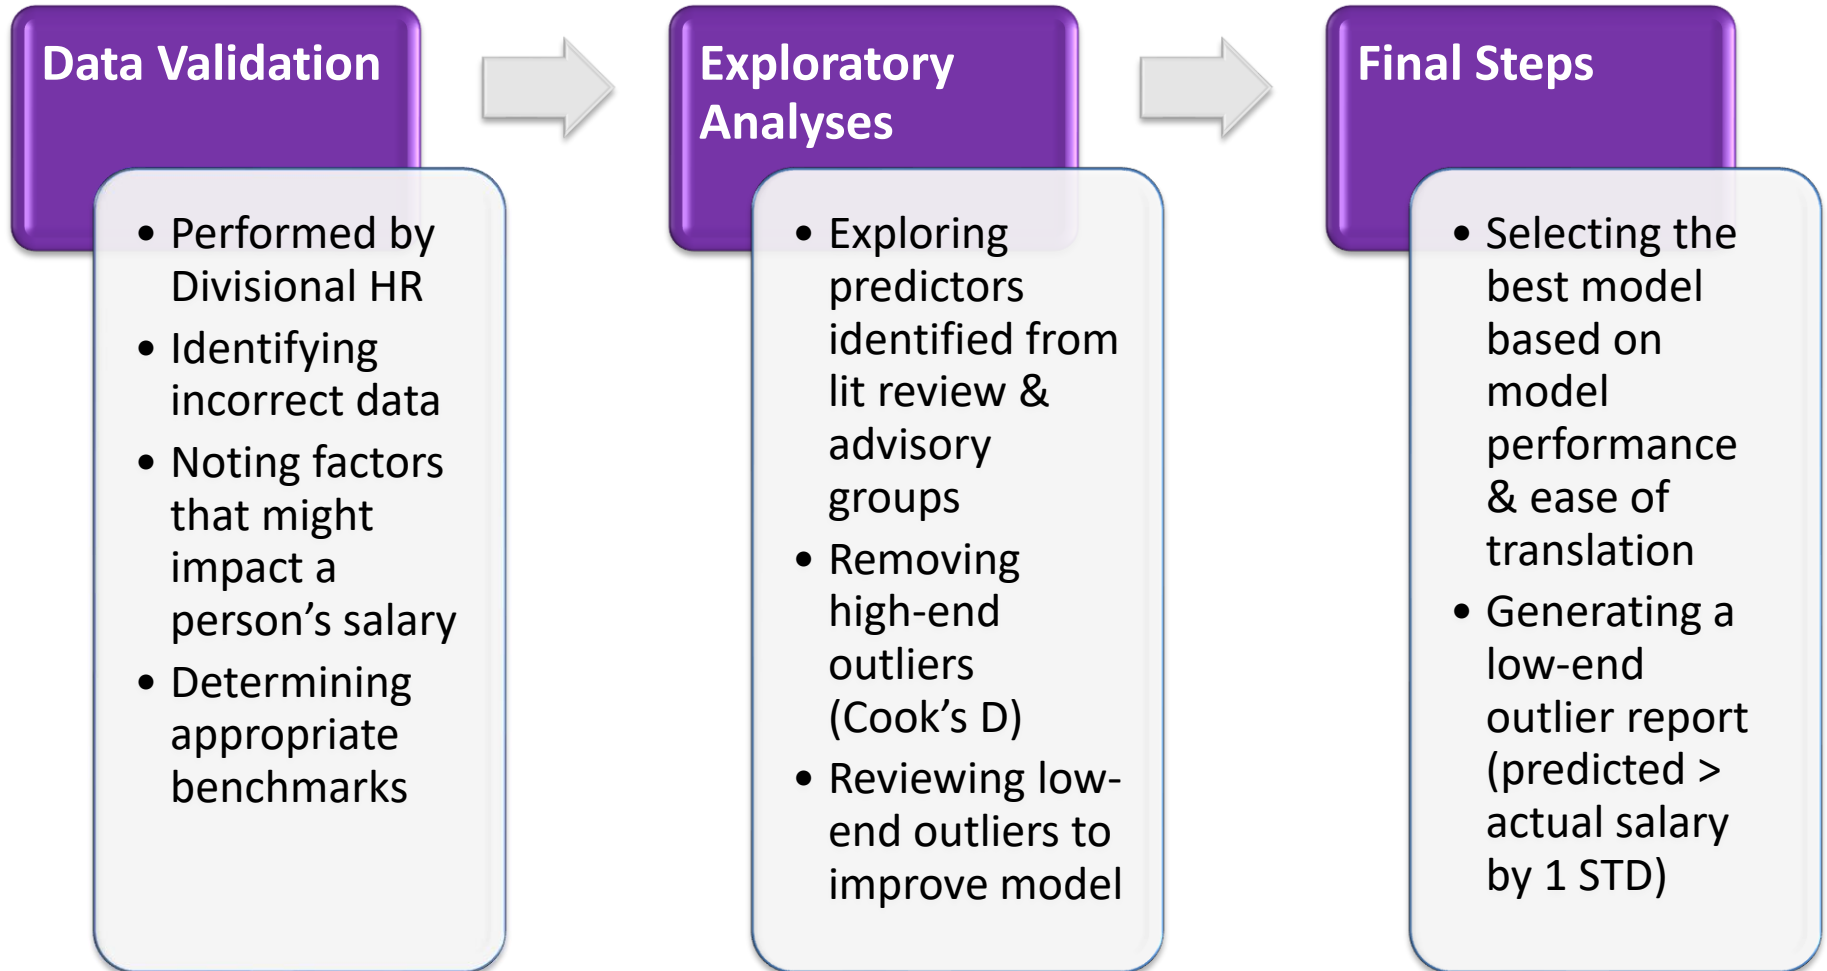 Data Validation
• Performed by
Divisional HR
• Identifying
incorrect data
• Noting factors
that might
impact a
person’s salary
• Determining
appropriate
benchmarks
Exploratory
Analyses
• Exploring
predictors
identified from
lit review &
advisory
groups
• Removing
high-end
outliers
(Cook’s D)
• Reviewing low-
end outliers to
improve model
Final Steps
• Selecting the
best model
based on
model
performance
& ease of
translation
• Generating a
low-end
outlier report
(predicted >
actual salary
by 1 STD)